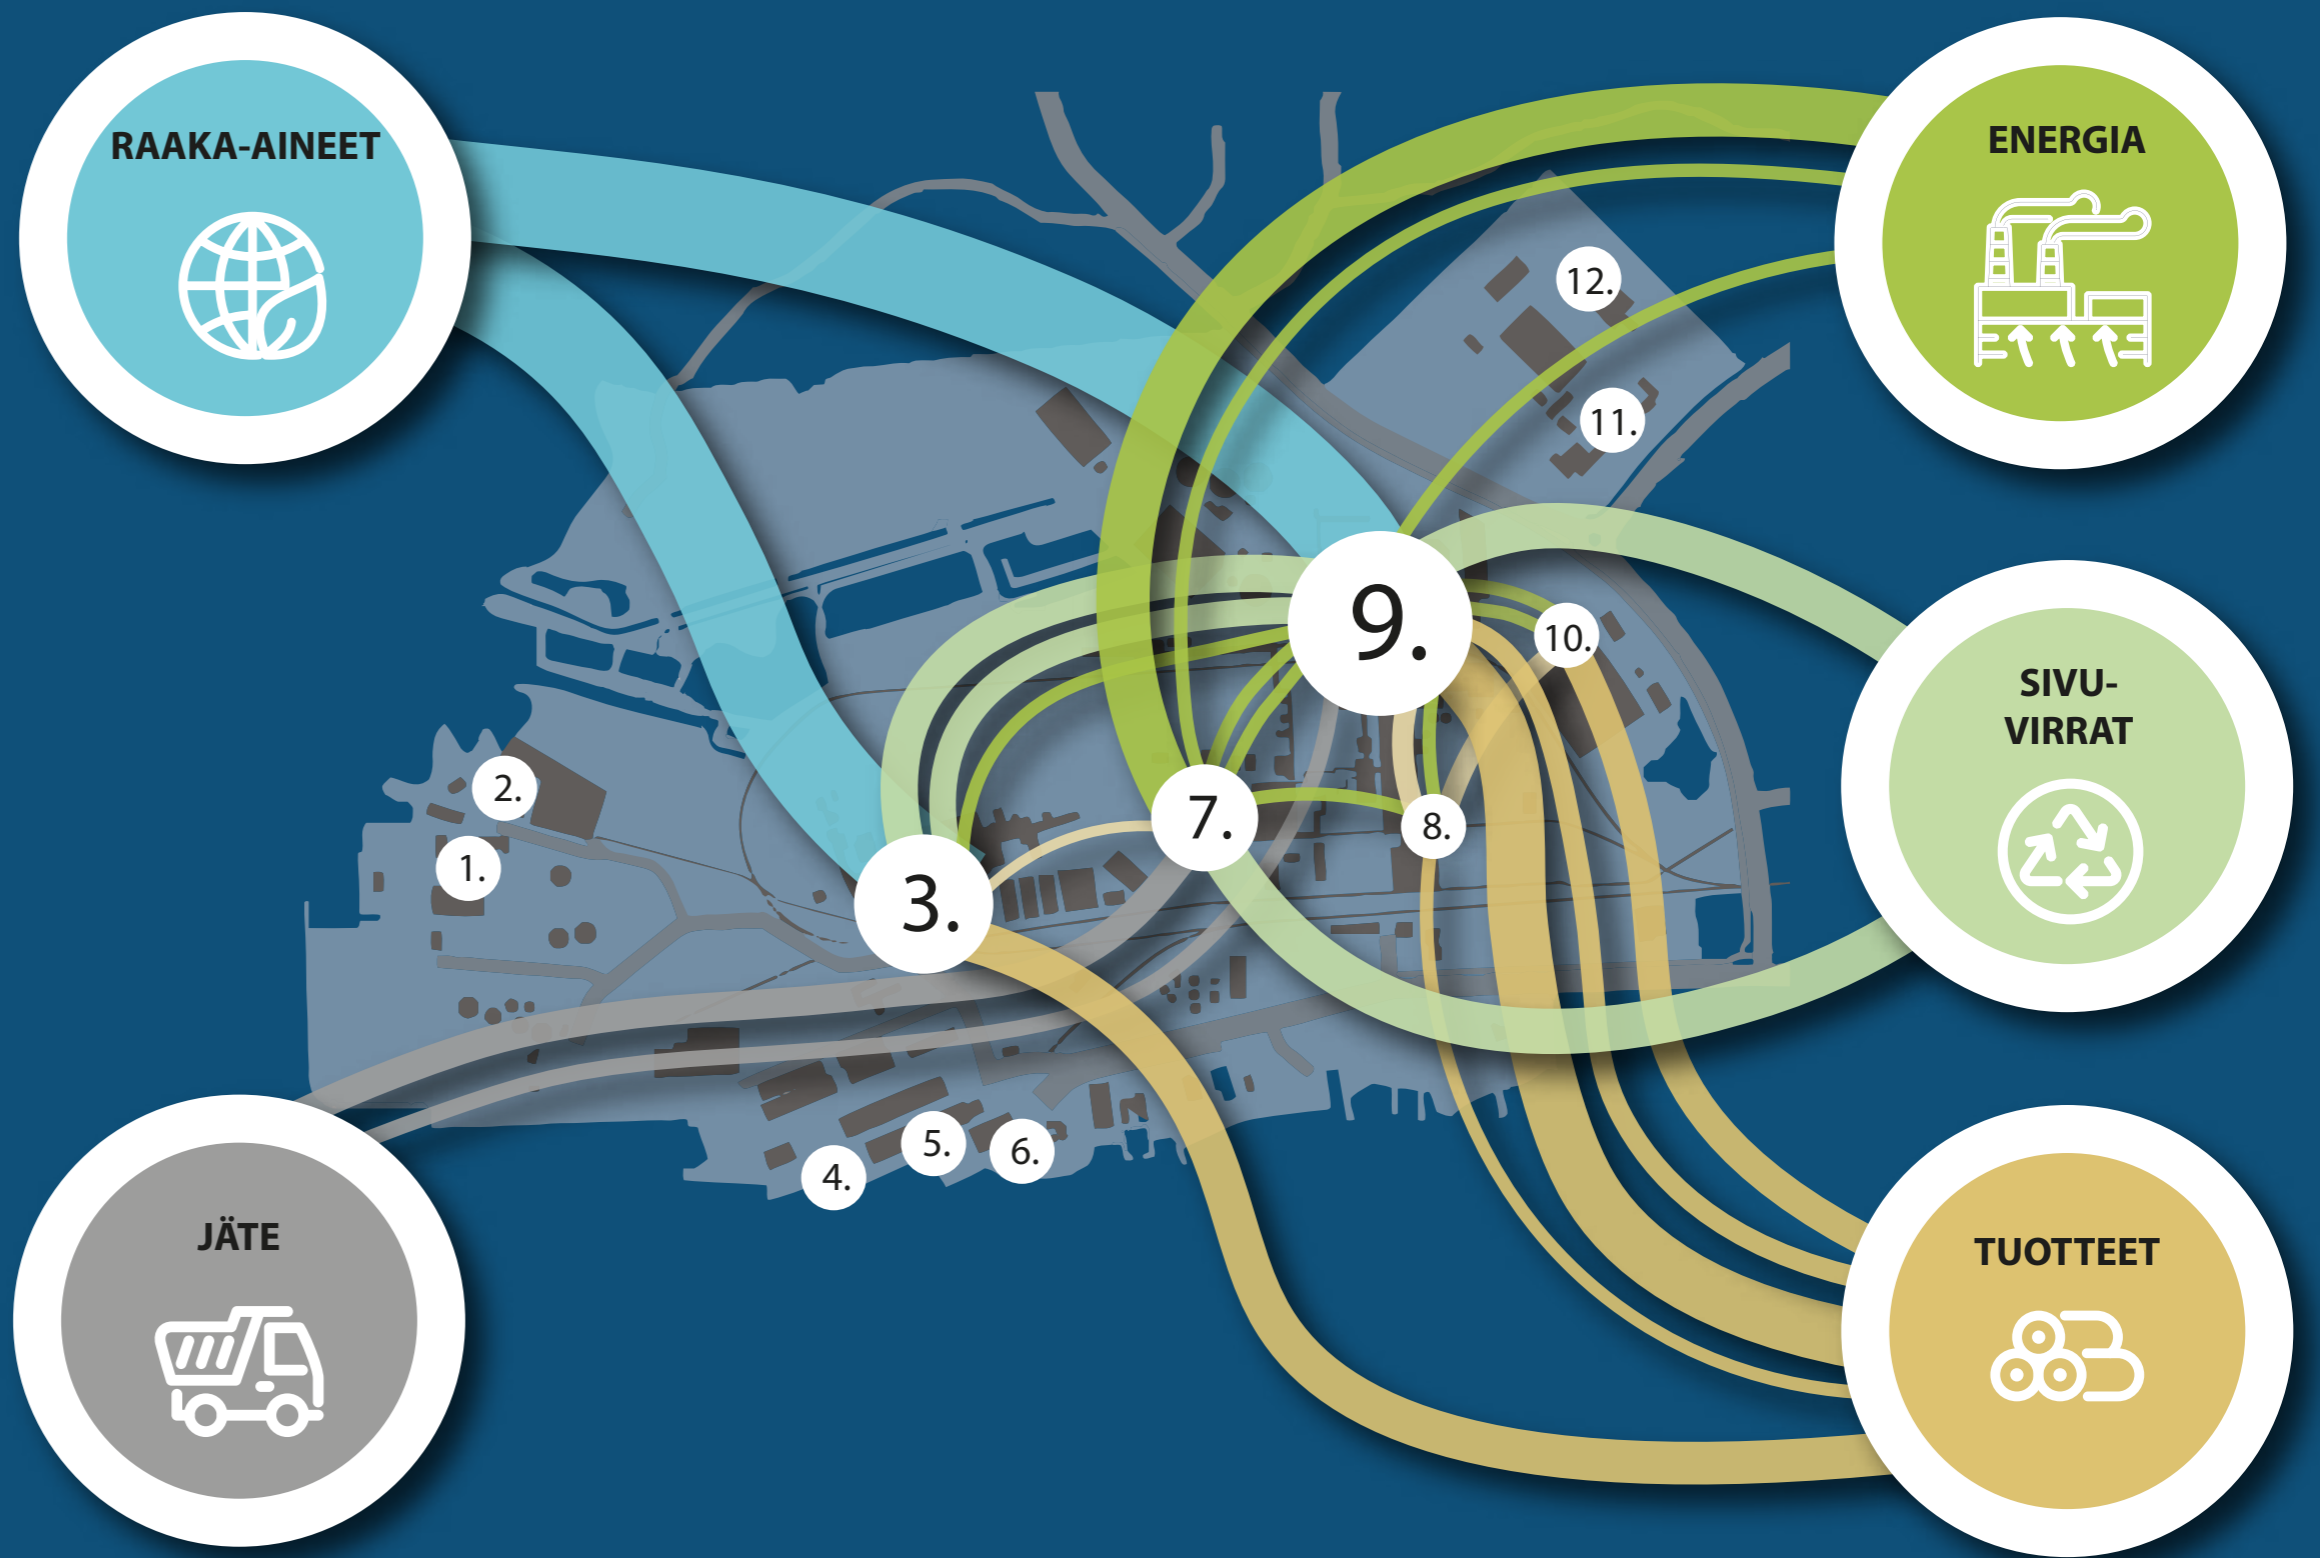 RAAKA-AINEET
ENERGIA
12.
11.
9.
10.
SIVU-
VIRRAT
2.
7.
8.
1.
3.
5.
6.
4.
JÄTE
TUOTTEET